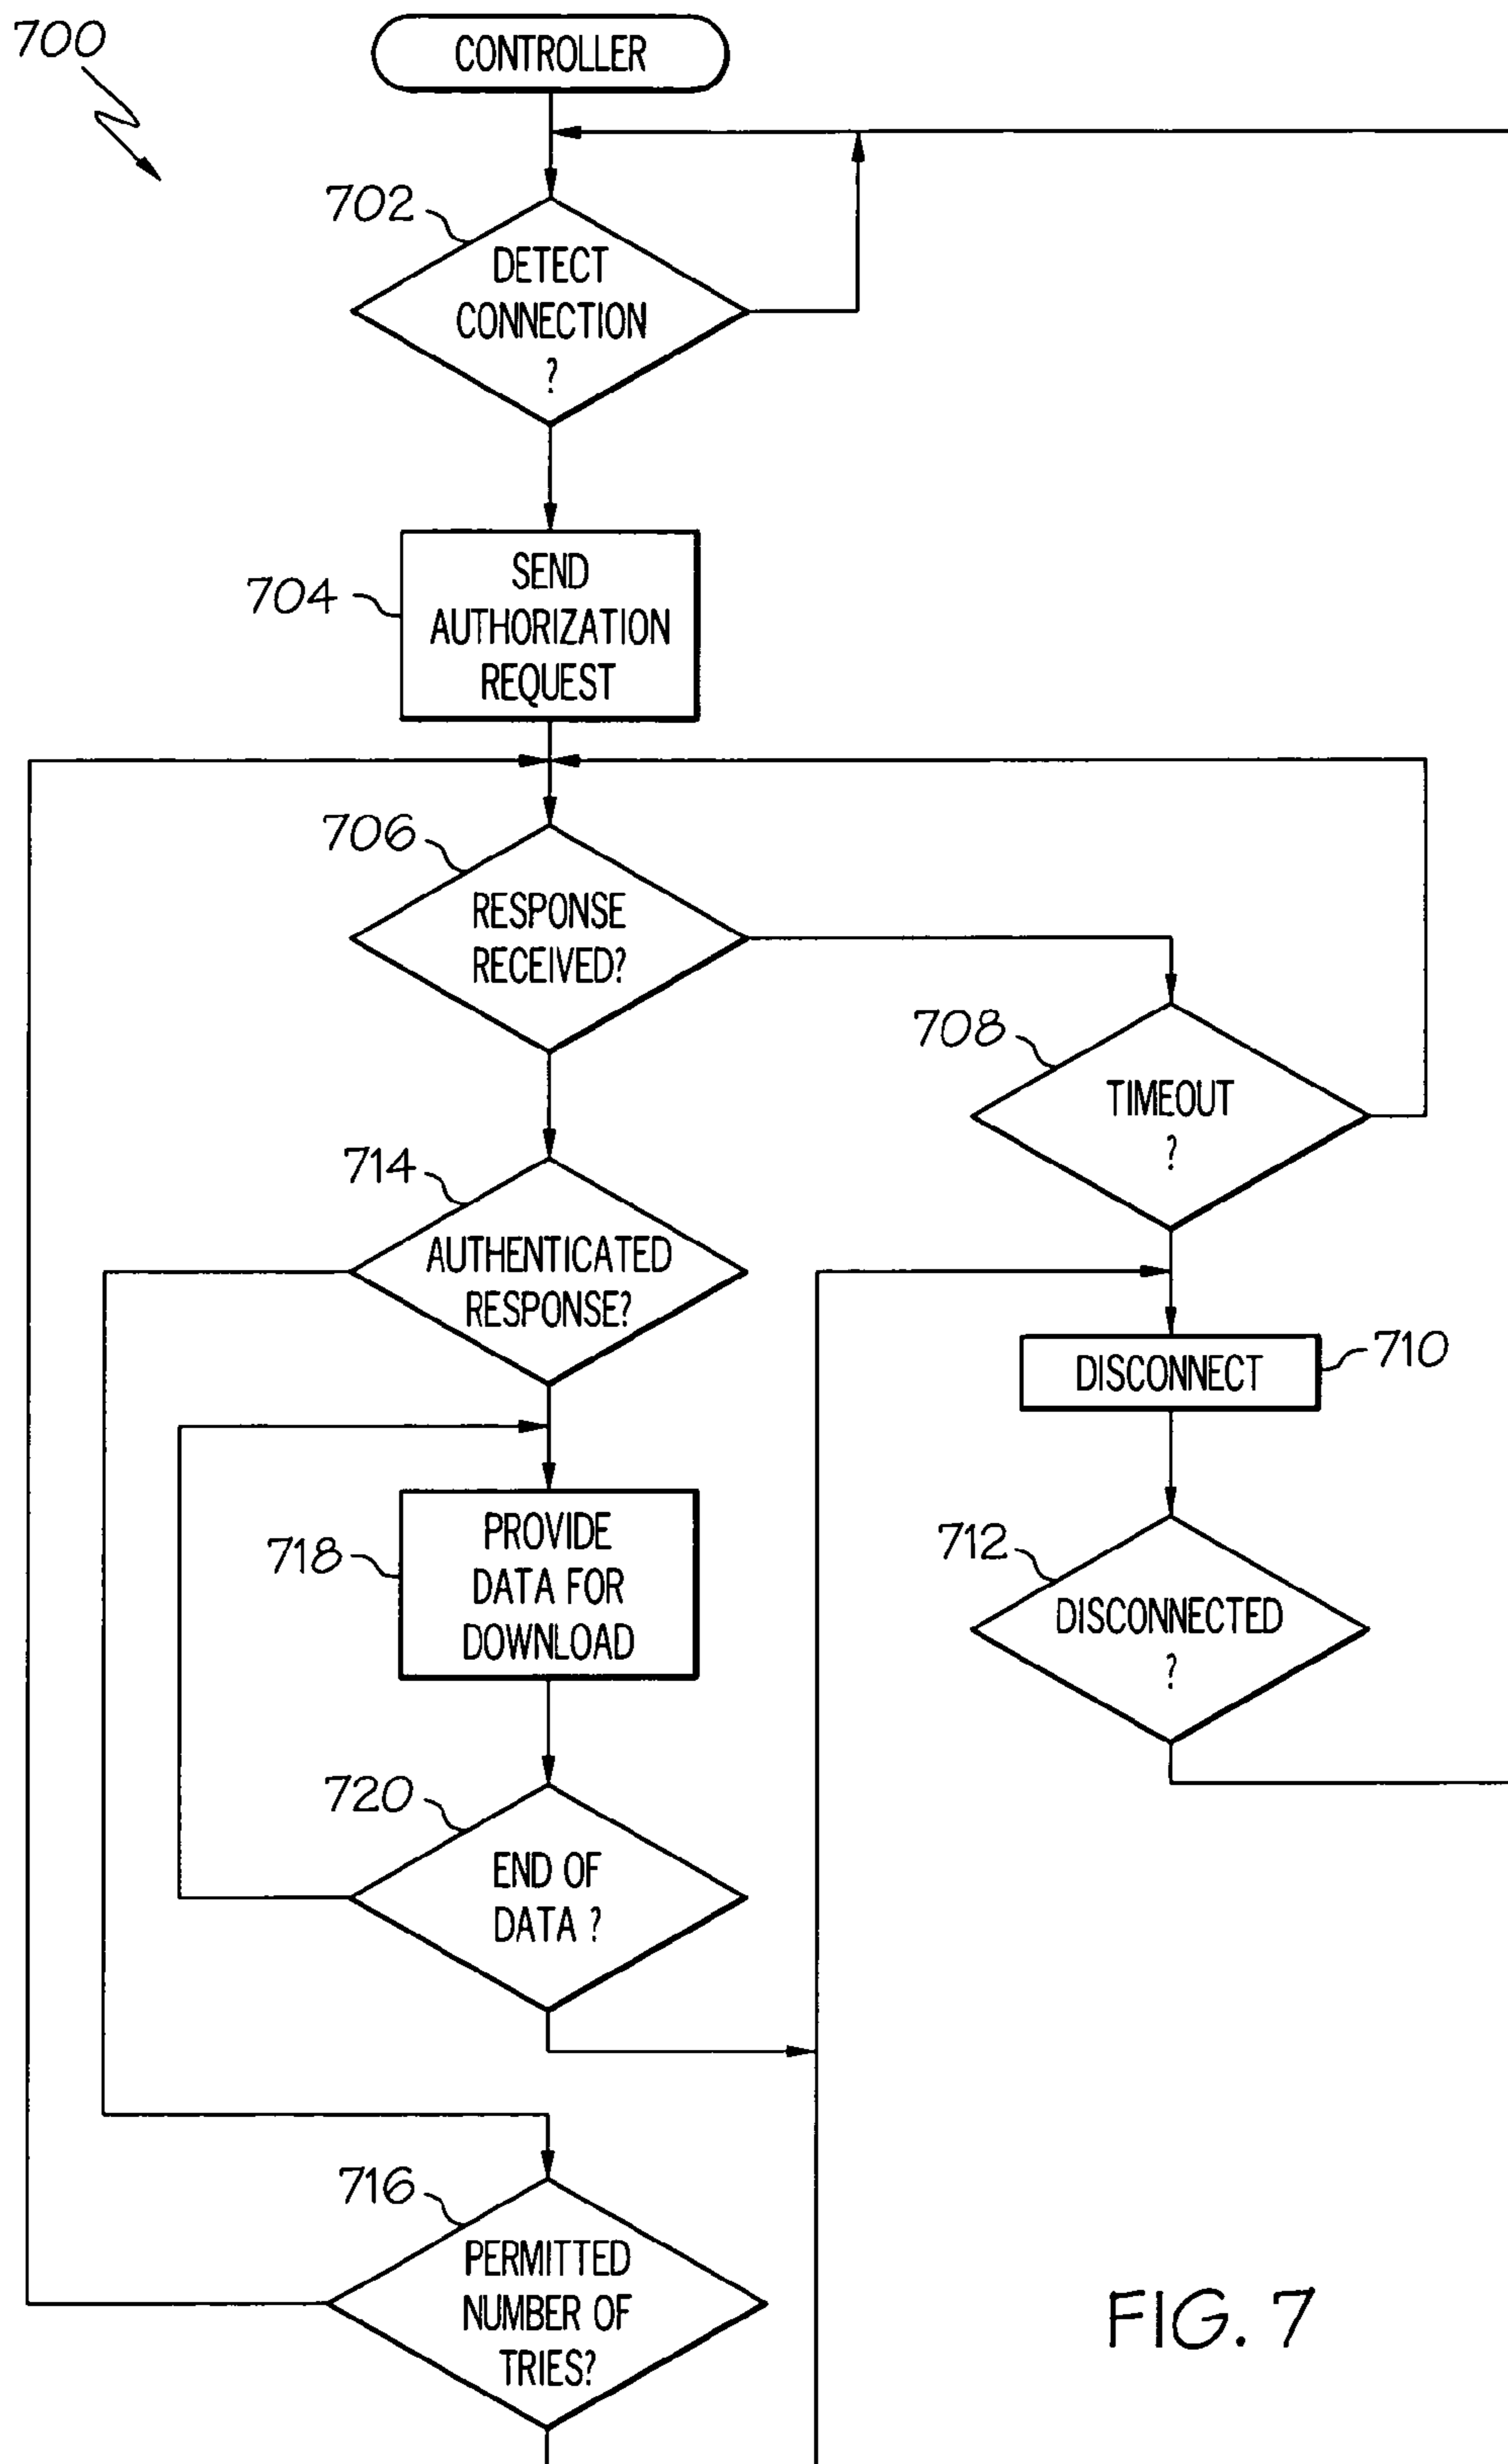 700
CONTROLLER
702
DETECT
CONNECTION
?
704
SEND
AUTHORIZATION
REQUEST
706
RESPONSE
RECEIVED?
708
TIMEOUT
?
714
AUTHENTICATED
RESPONSE?
DISCONNECT
710
718
PROVIDE
DATA FOR
DOWNLOAD
712
DISCONNECTED
?
720
END OF
DATA ?
716
PERMITTED
NUMBER OF
TRIES?
FIG. 7